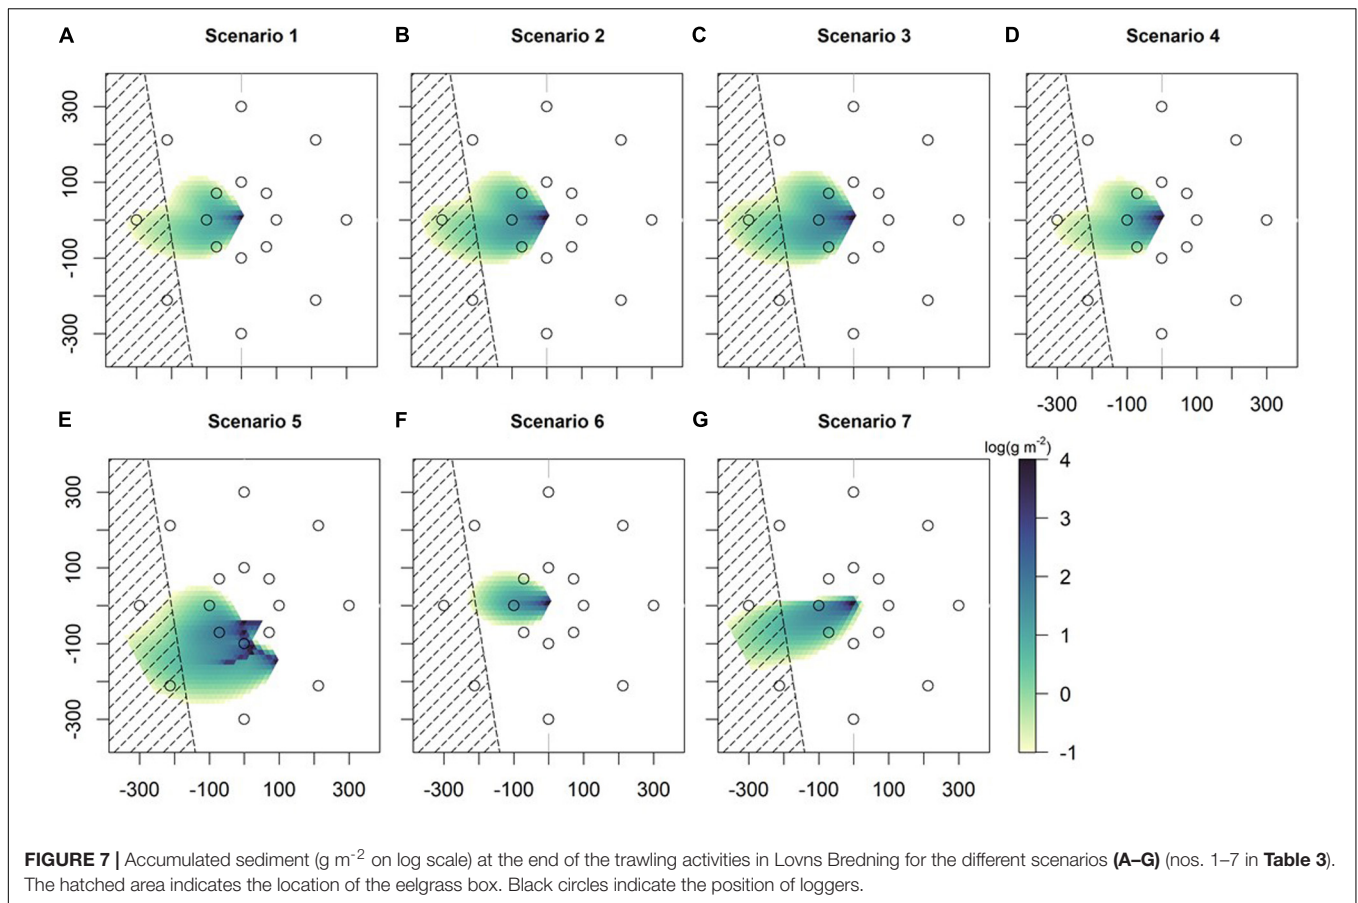 A Scenario 1 B Scenario 2 C Scenario 3 D Scenario 4
300
100
-100
-300
-300 -100 100 300
E Scenario 5 F Scenario 6 G Scenario 7
log(g m-2)
300
100
-100
-300
4
3
2
1
0
-1
-300 -100 100 300 -300 -100 100 300 -300 -100 100 300
FIGURE 7 | Accumulated sediment (g m-2 on log scale) at the end of the trawling activities in Lovns Bredning for the different scenarios (A–G) (nos. 1–7 in Table 3).
The hatched area indicates the location of the eelgrass box. Black circles indicate the position of loggers.